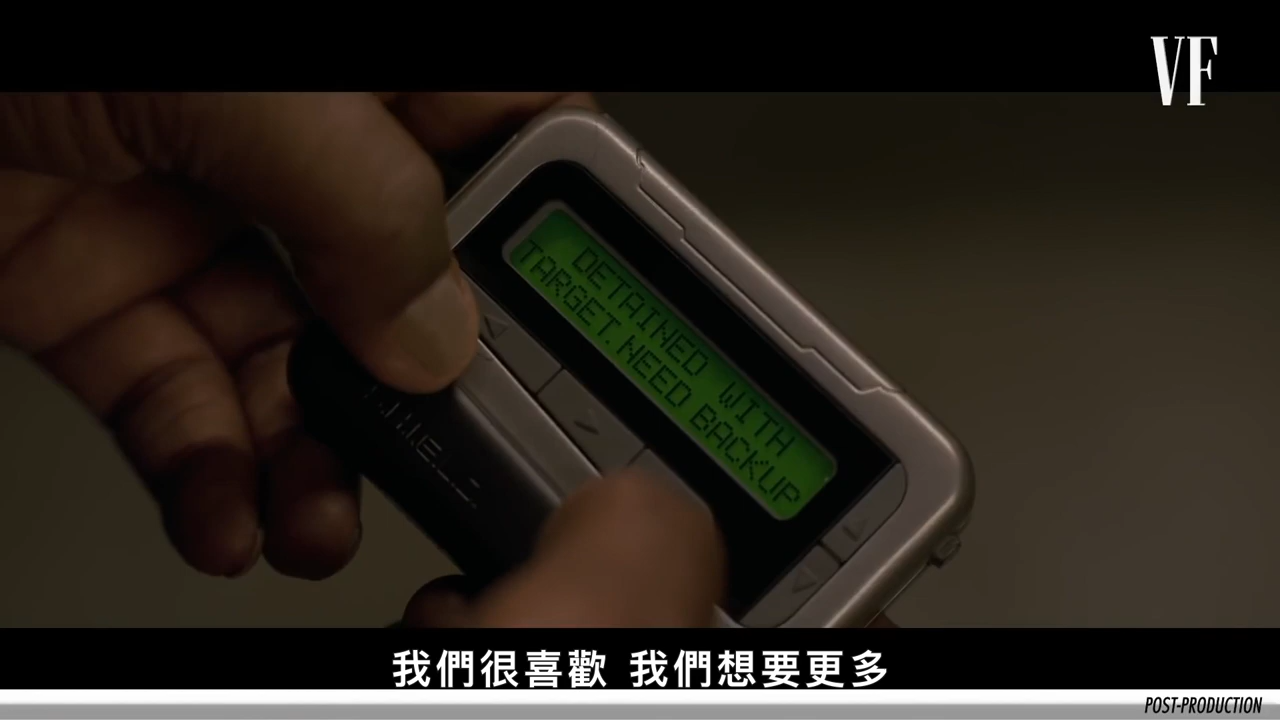 VF
DETAINED WITH
TARGET. NEED BACKUP
我們很喜歡 我們想要更多
POST-PRODUCTION